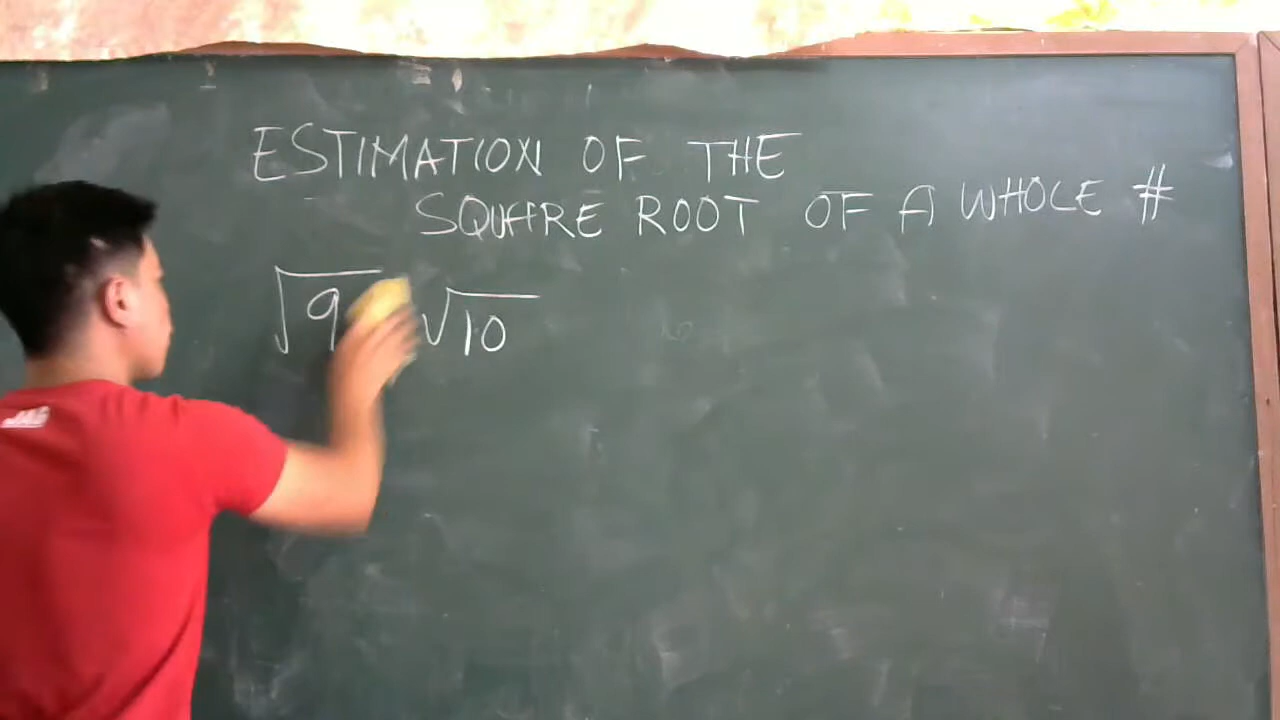 ESTIMATION OF THE
SQUARE ROOT OF A WHOLE #
√9 √10